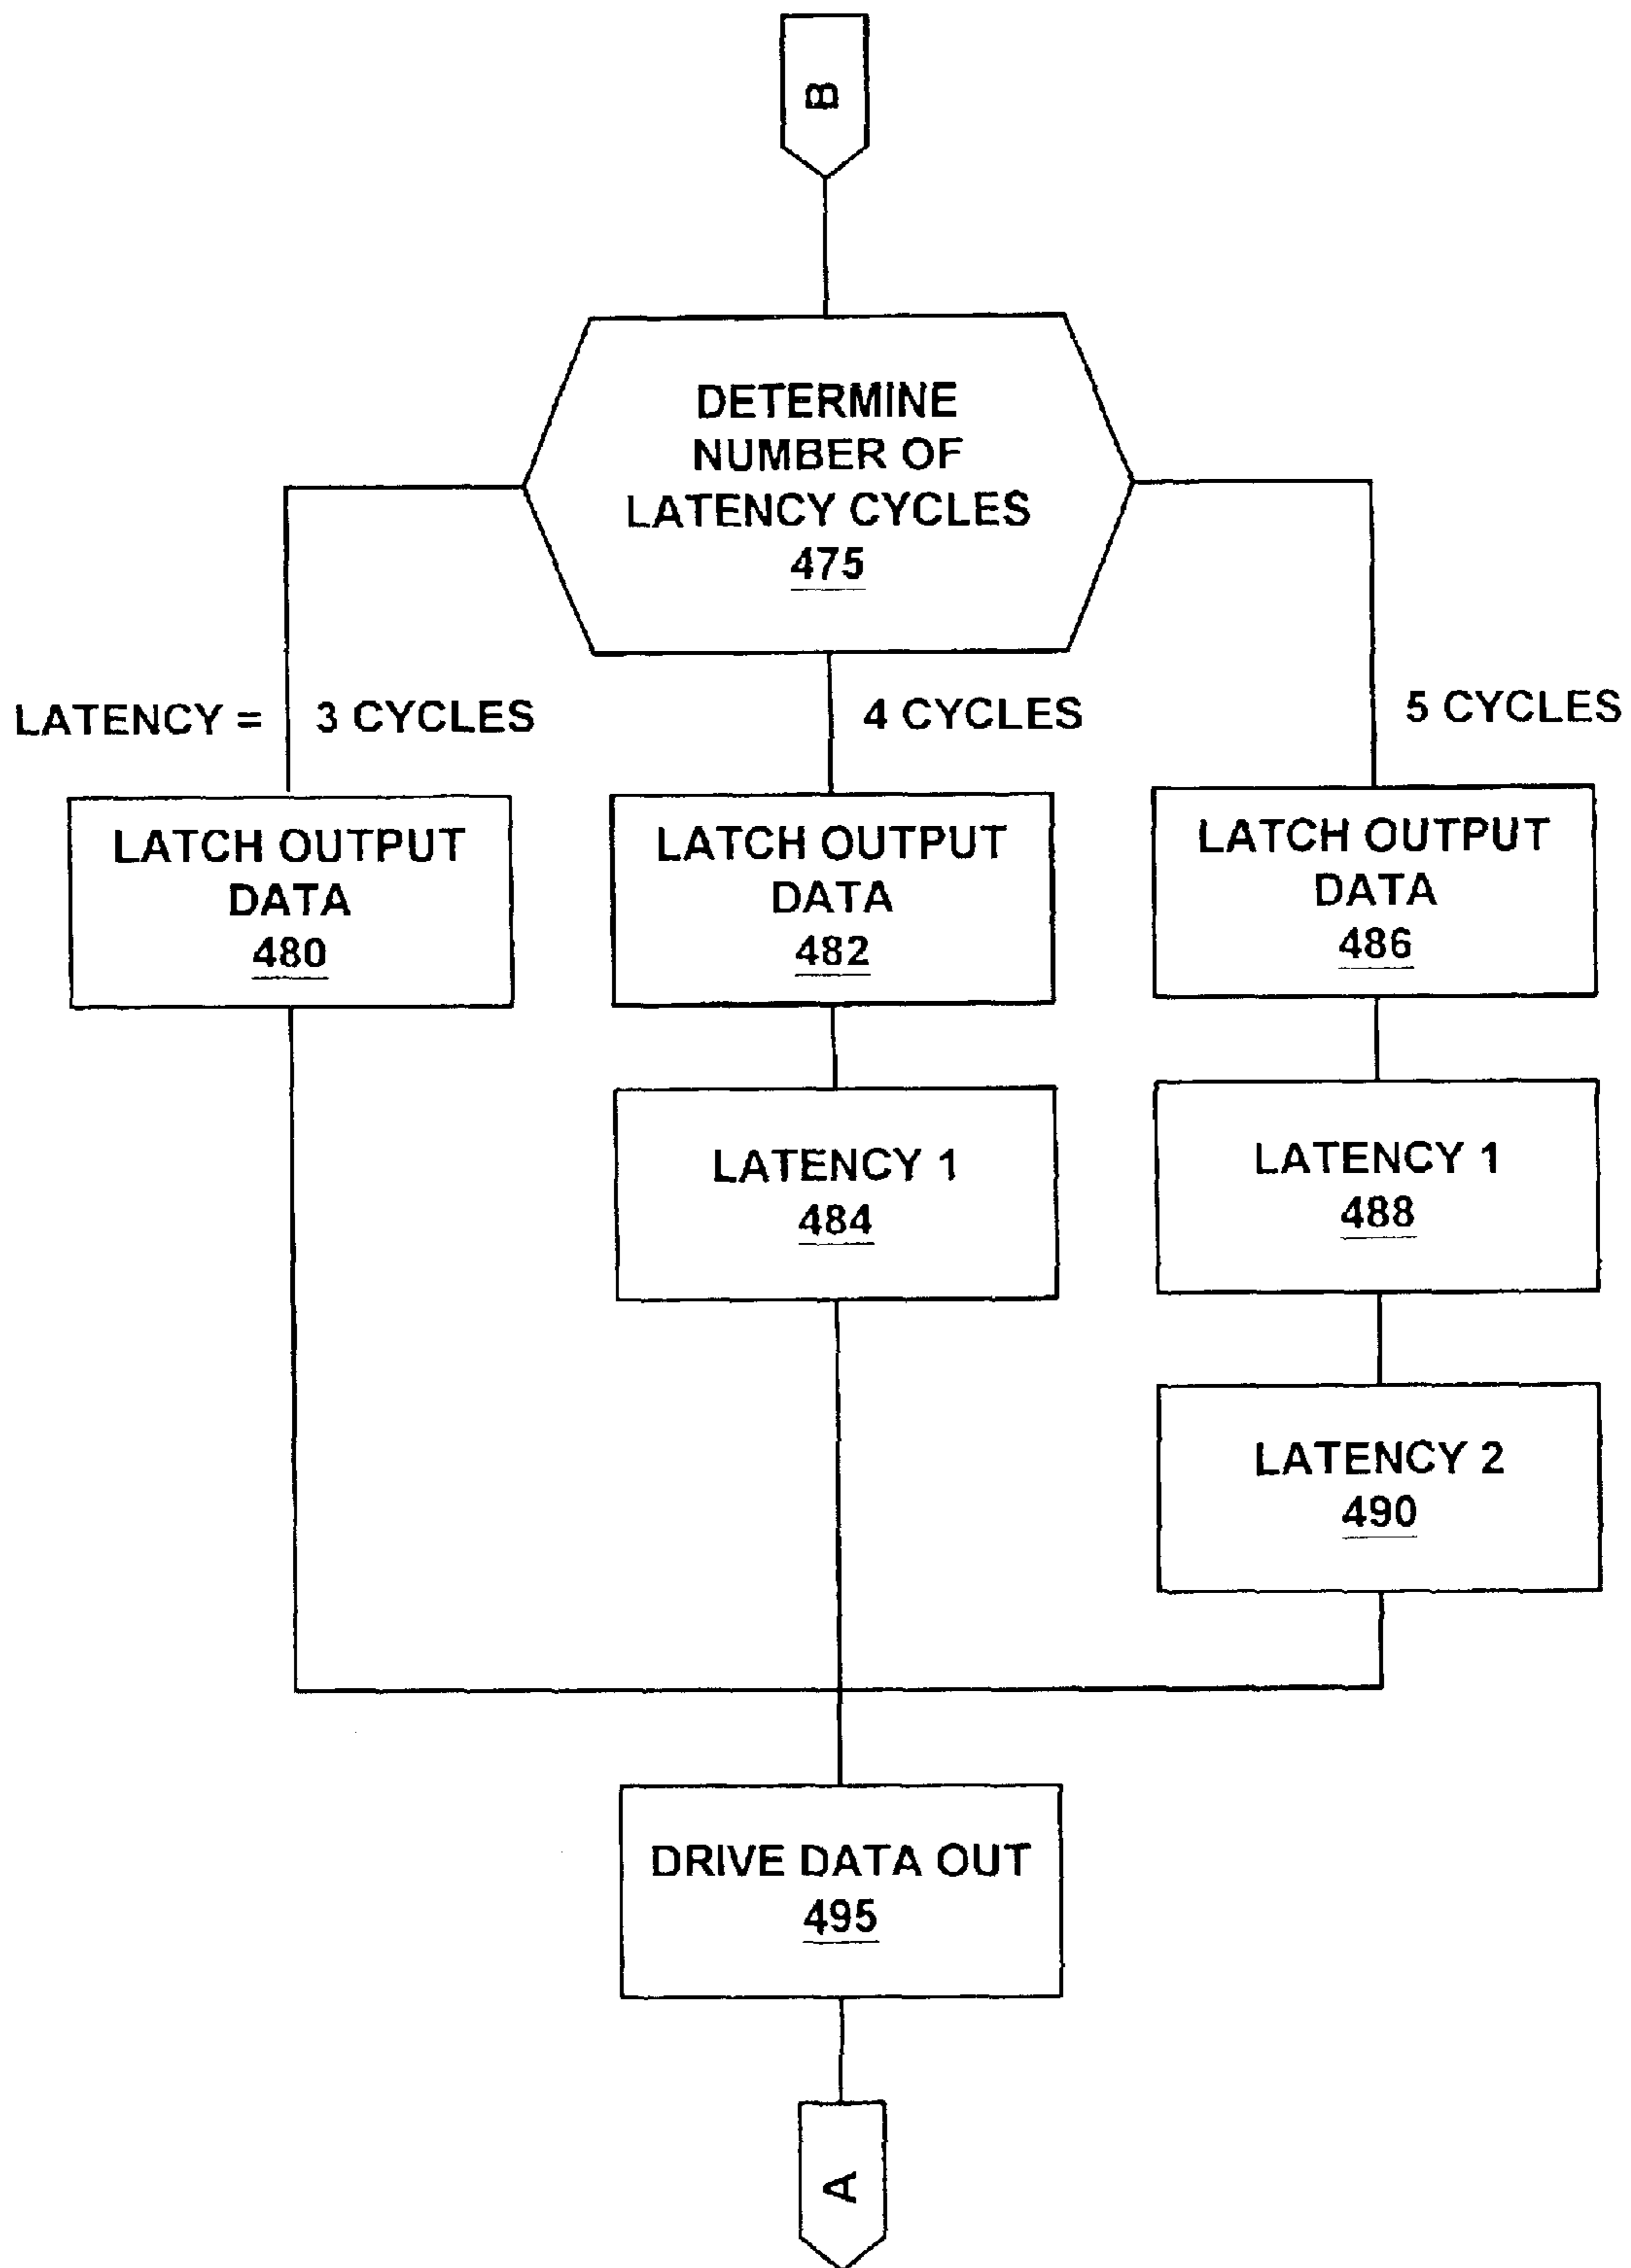 B
DETERMINE
NUMBER OF
LATENCY CYCLES
475
LATENCY = 3 CYCLES
4 CYCLES
5 CYCLES
LATCH OUTPUT
DATA
480
LATCH OUTPUT
DATA
482
LATCH OUTPUT
DATA
486
LATENCY 1
484
LATENCY 1
488
LATENCY 2
490
DRIVE DATA OUT
495
A